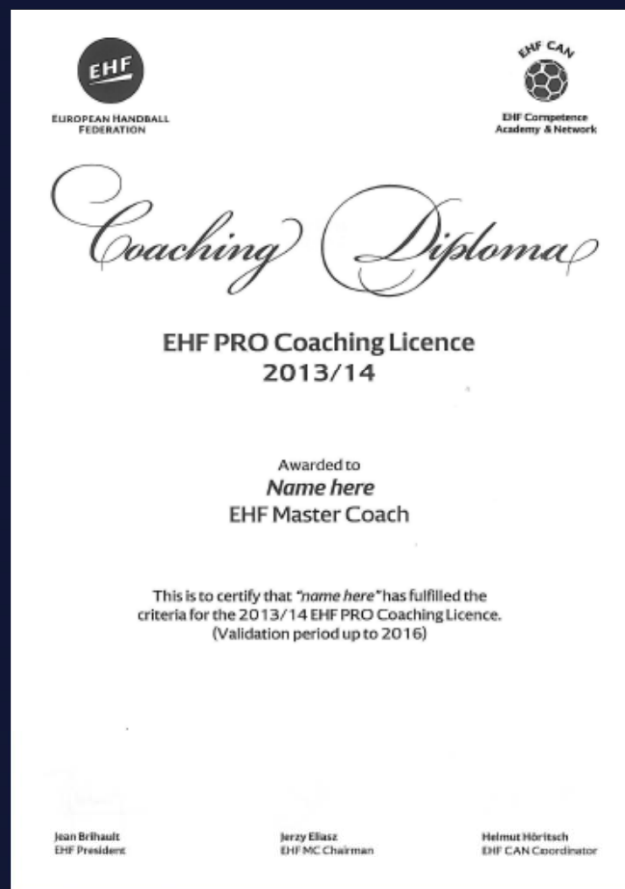 EHF
EUROPEAN HANDBALL
FEDERATION
EHF CAN
EHF Competence
Academy & Network
Coaching Diploma
EHF PRO Coaching Licence
2013/14
Awarded to
Name here
EHF Master Coach
This is to certify that "name here" has fulfilled the
criteria for the 2013/14 EHF PRO Coaching Licence.
(Validation period up to 2016)
Jean Brihault
EHF President
Jerzy Eliasz
EHF MC Chairman
Helmut Höritsch
EHF CAN Coordinator